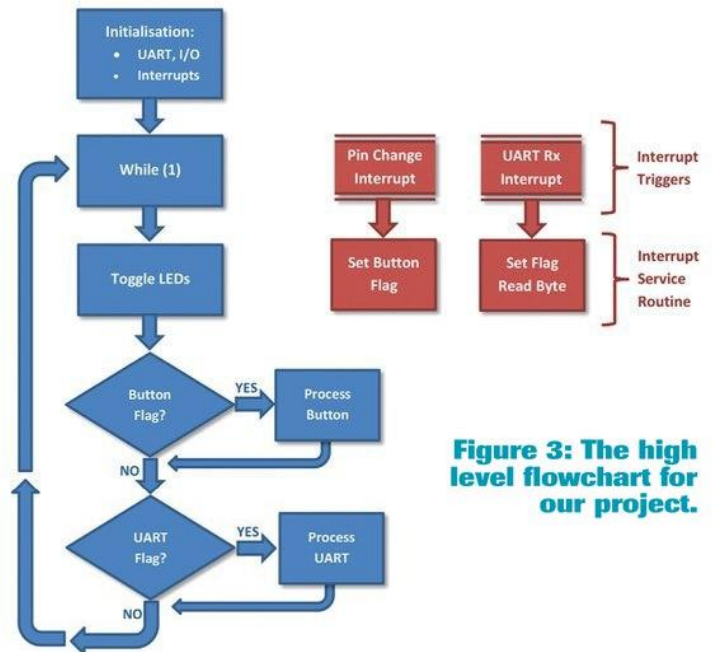 Initialisation:
• UART, I/O
• Interrupts
While (1)
Toggle LEDs
Button
Flag?
YES
Process
Button
NO
UART
Flag?
YES
Process
UART
NO
Pin Change
Interrupt
UART Rx
Interrupt
Interrupt
Triggers
Set Button
Flag
Set Flag
Read Byte
Interrupt
Service
Routine
Figure 3: The high
level flowchart for
our project.